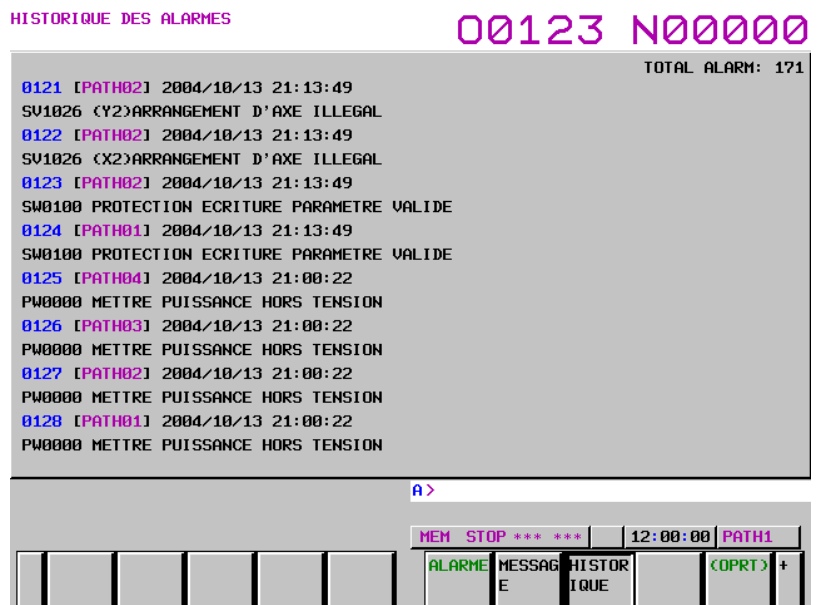 HISTORIQUE DES ALARMES
O0123 N00000
TOTAL ALARM: 171
0121 [PATH02] 2004/10/13 21:13:49
SV1026 (Y2)ARRANGEMENT D'AXE ILLEGAL
0122 [PATH02] 2004/10/13 21:13:49
SV1026 (X2)ARRANGEMENT D'AXE ILLEGAL
0123 [PATH02] 2004/10/13 21:13:49
SW0100 PROTECTION ECRITURE PARAMETRE VALIDE
0124 [PATH01] 2004/10/13 21:13:49
SW0100 PROTECTION ECRITURE PARAMETRE VALIDE
0125 [PATH04] 2004/10/13 21:00:22
PW0000 METTRE PUISSANCE HORS TENSION
0126 [PATH03] 2004/10/13 21:00:22
PW0000 METTRE PUISSANCE HORS TENSION
0127 [PATH02] 2004/10/13 21:00:22
PW0000 METTRE PUISSANCE HORS TENSION
0128 [PATH01] 2004/10/13 21:00:22
PW0000 METTRE PUISSANCE HORS TENSION
A>
MEM STOP *** *** 12:00:00 PATH1
ALARME MESSAG HISTOR (OPRT) +
E IQUE